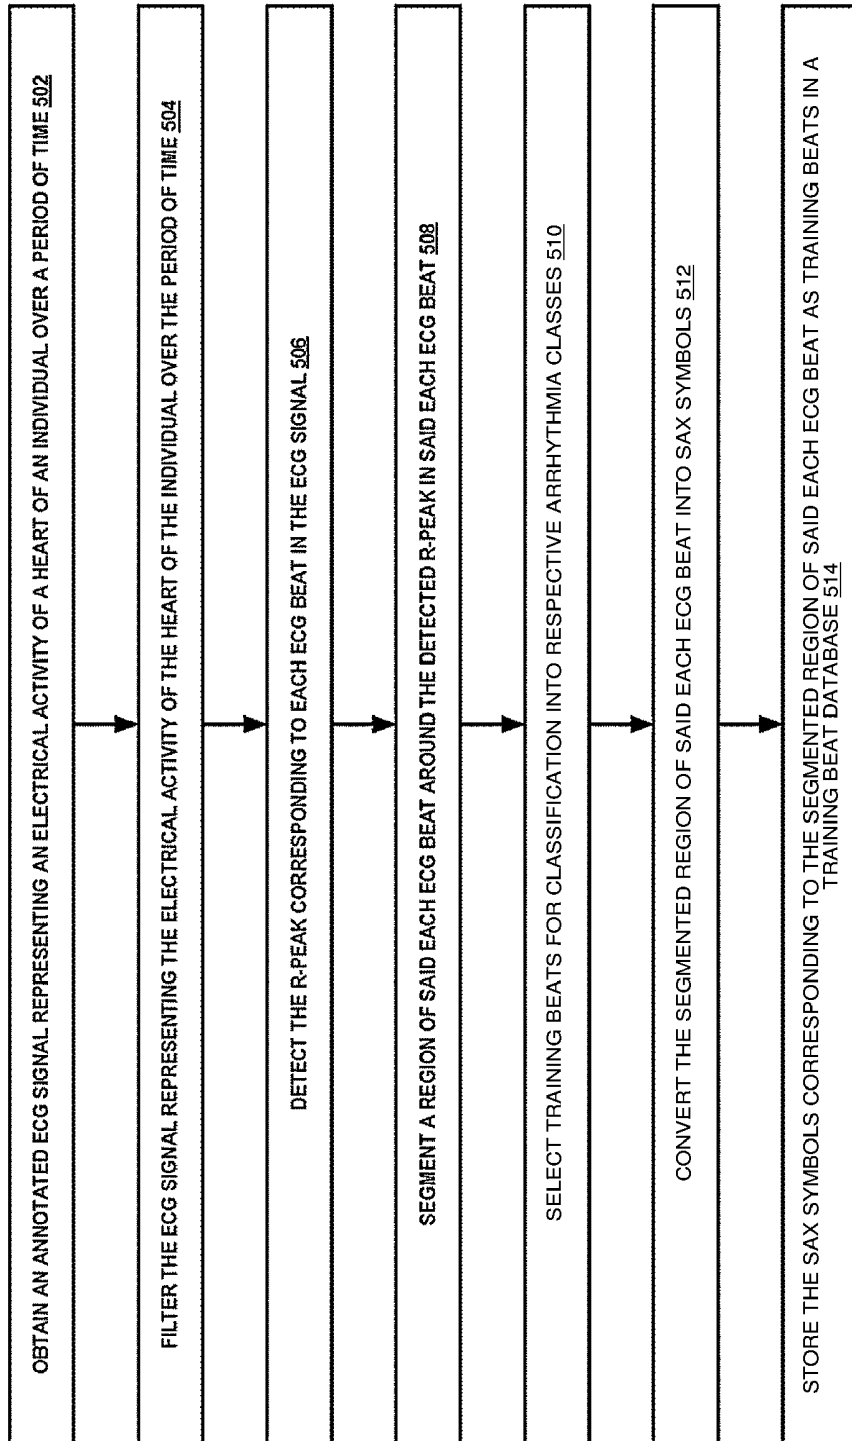 OBTAIN AN ANNOTATED ECG SIGNAL REPRESENTING AN ELECTRICAL ACTIVITY OF A HEART OF AN INDIVIDUAL OVER A PERIOD OF TIME 502
FILTER THE ECG SIGNAL REPRESENTING THE ELECTRICAL ACTIVITY OF THE HEART OF THE INDIVIDUAL OVER THE PERIOD OF TIME 504
DETECT THE R-PEAK CORRESPONDING TO EACH ECG BEAT IN THE ECG SIGNAL 506
SEGMENT A REGION OF SAID EACH ECG BEAT AROUND THE DETECTED R-PEAK IN SAID EACH ECG BEAT 508
SELECT TRAINING BEATS FOR CLASSIFICATION INTO RESPECTIVE ARRHYTHMIA CLASSES 510
CONVERT THE SEGMENTED REGION OF SAID EACH ECG BEAT INTO SAX SYMBOLS 512
STORE THE SAX SYMBOLS CORRESPONDING TO THE SEGMENTED REGION OF SAID EACH ECG BEAT AS TRAINING BEATS IN A
TRAINING BEAT DATABASE 514